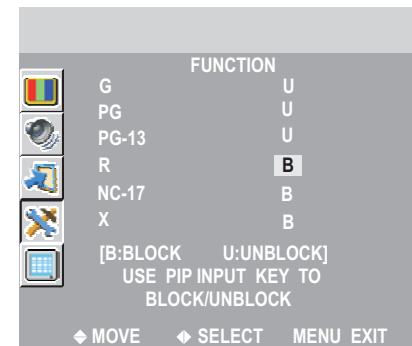 FUNCTION
G U
PG U
PG-13 U
R B
NC-17 B
X B
[B:BLOCK U:UNBLOCK]
USE PIP INPUT KEY TO
BLOCK/UNBLOCK
MOVE SELECT MENU EXIT